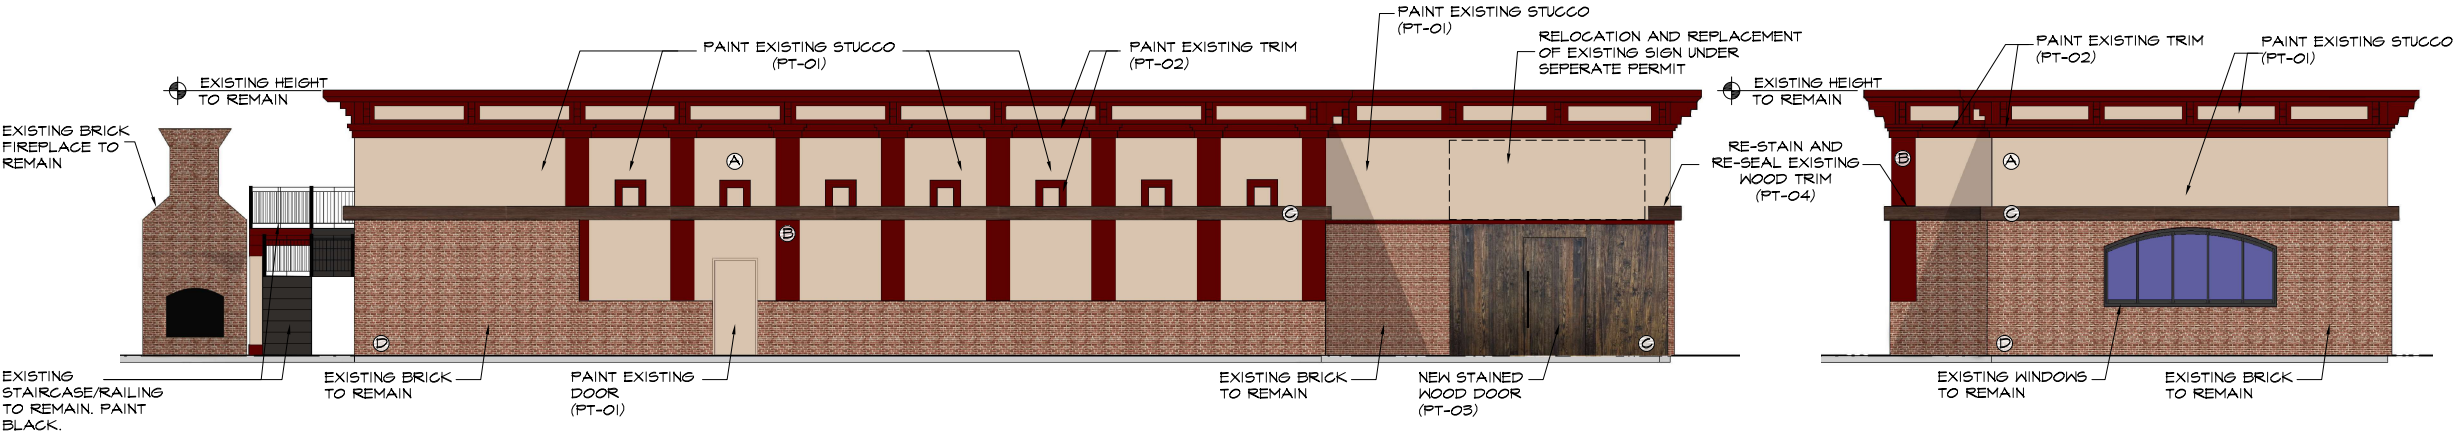 PAINT EXISTING STUCCO
(PT-01)
PAINT EXISTING STUCCO
(PT-01)
PAINT EXISTING TRIM
(PT-02)
RELOCATION AND REPLACEMENT
OF EXISTING SIGN UNDER
SEPERATE PERMIT
PAINT EXISTING TRIM
(PT-02)
PAINT EXISTING STUCCO
(PT-01)
EXISTING HEIGHT
TO REMAIN
EXISTING HEIGHT
TO REMAIN
EXISTING BRICK
FIREPLACE TO
REMAIN
RE-STAIN AND
RE-SEAL EXISTING
WOOD TRIM
(PT-04)
A
B
C
D
C
B
A
C
D
EXISTING
STAIRCASE/RAILING
TO REMAIN. PAINT
BLACK.
EXISTING BRICK
TO REMAIN
PAINT EXISTING
DOOR
(PT-01)
EXISTING BRICK
TO REMAIN
NEW STAINED
WOOD DOOR
(PT-03)
EXISTING WINDOWS
TO REMAIN
EXISTING BRICK
TO REMAIN